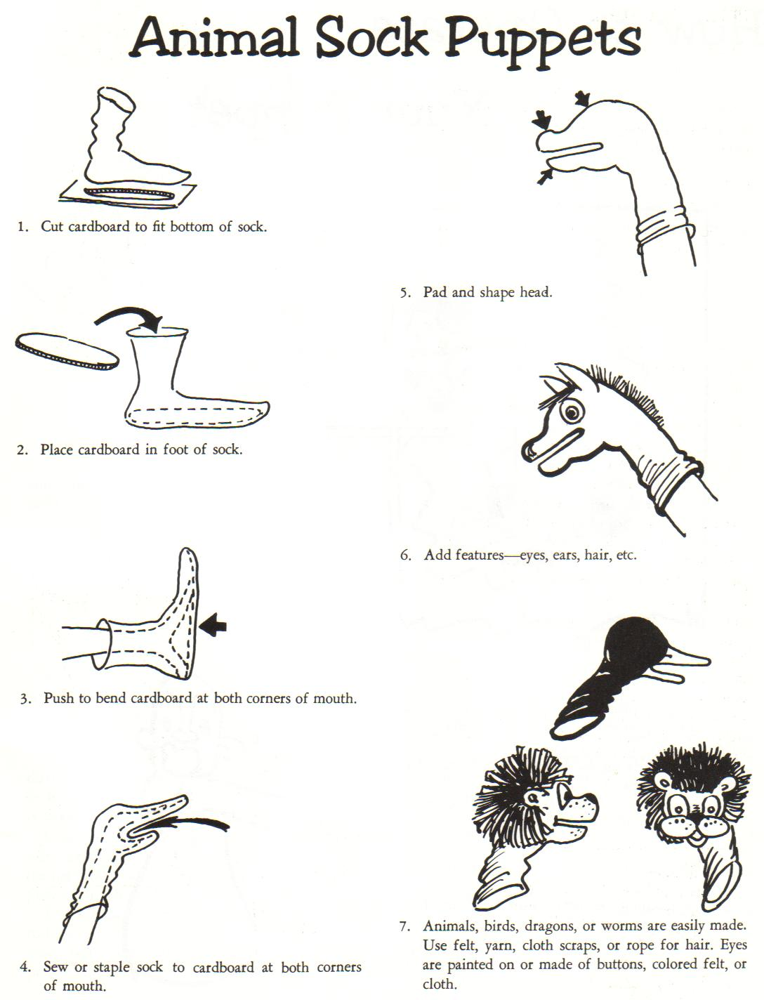 Animal Sock Puppets
1. Cut cardboard to fit bottom of sock.
2. Place cardboard in foot of sock.
3. Push to bend cardboard at both corners of mouth.
4. Sew or staple sock to cardboard at both corners
of mouth.
5. Pad and shape head.
6. Add features—eyes, ears, hair, etc.
7. Animals, birds, dragons, or worms are easily made.
Use felt, yarn, cloth scraps, or rope for hair. Eyes
are painted on or made of buttons, colored felt, or
cloth.